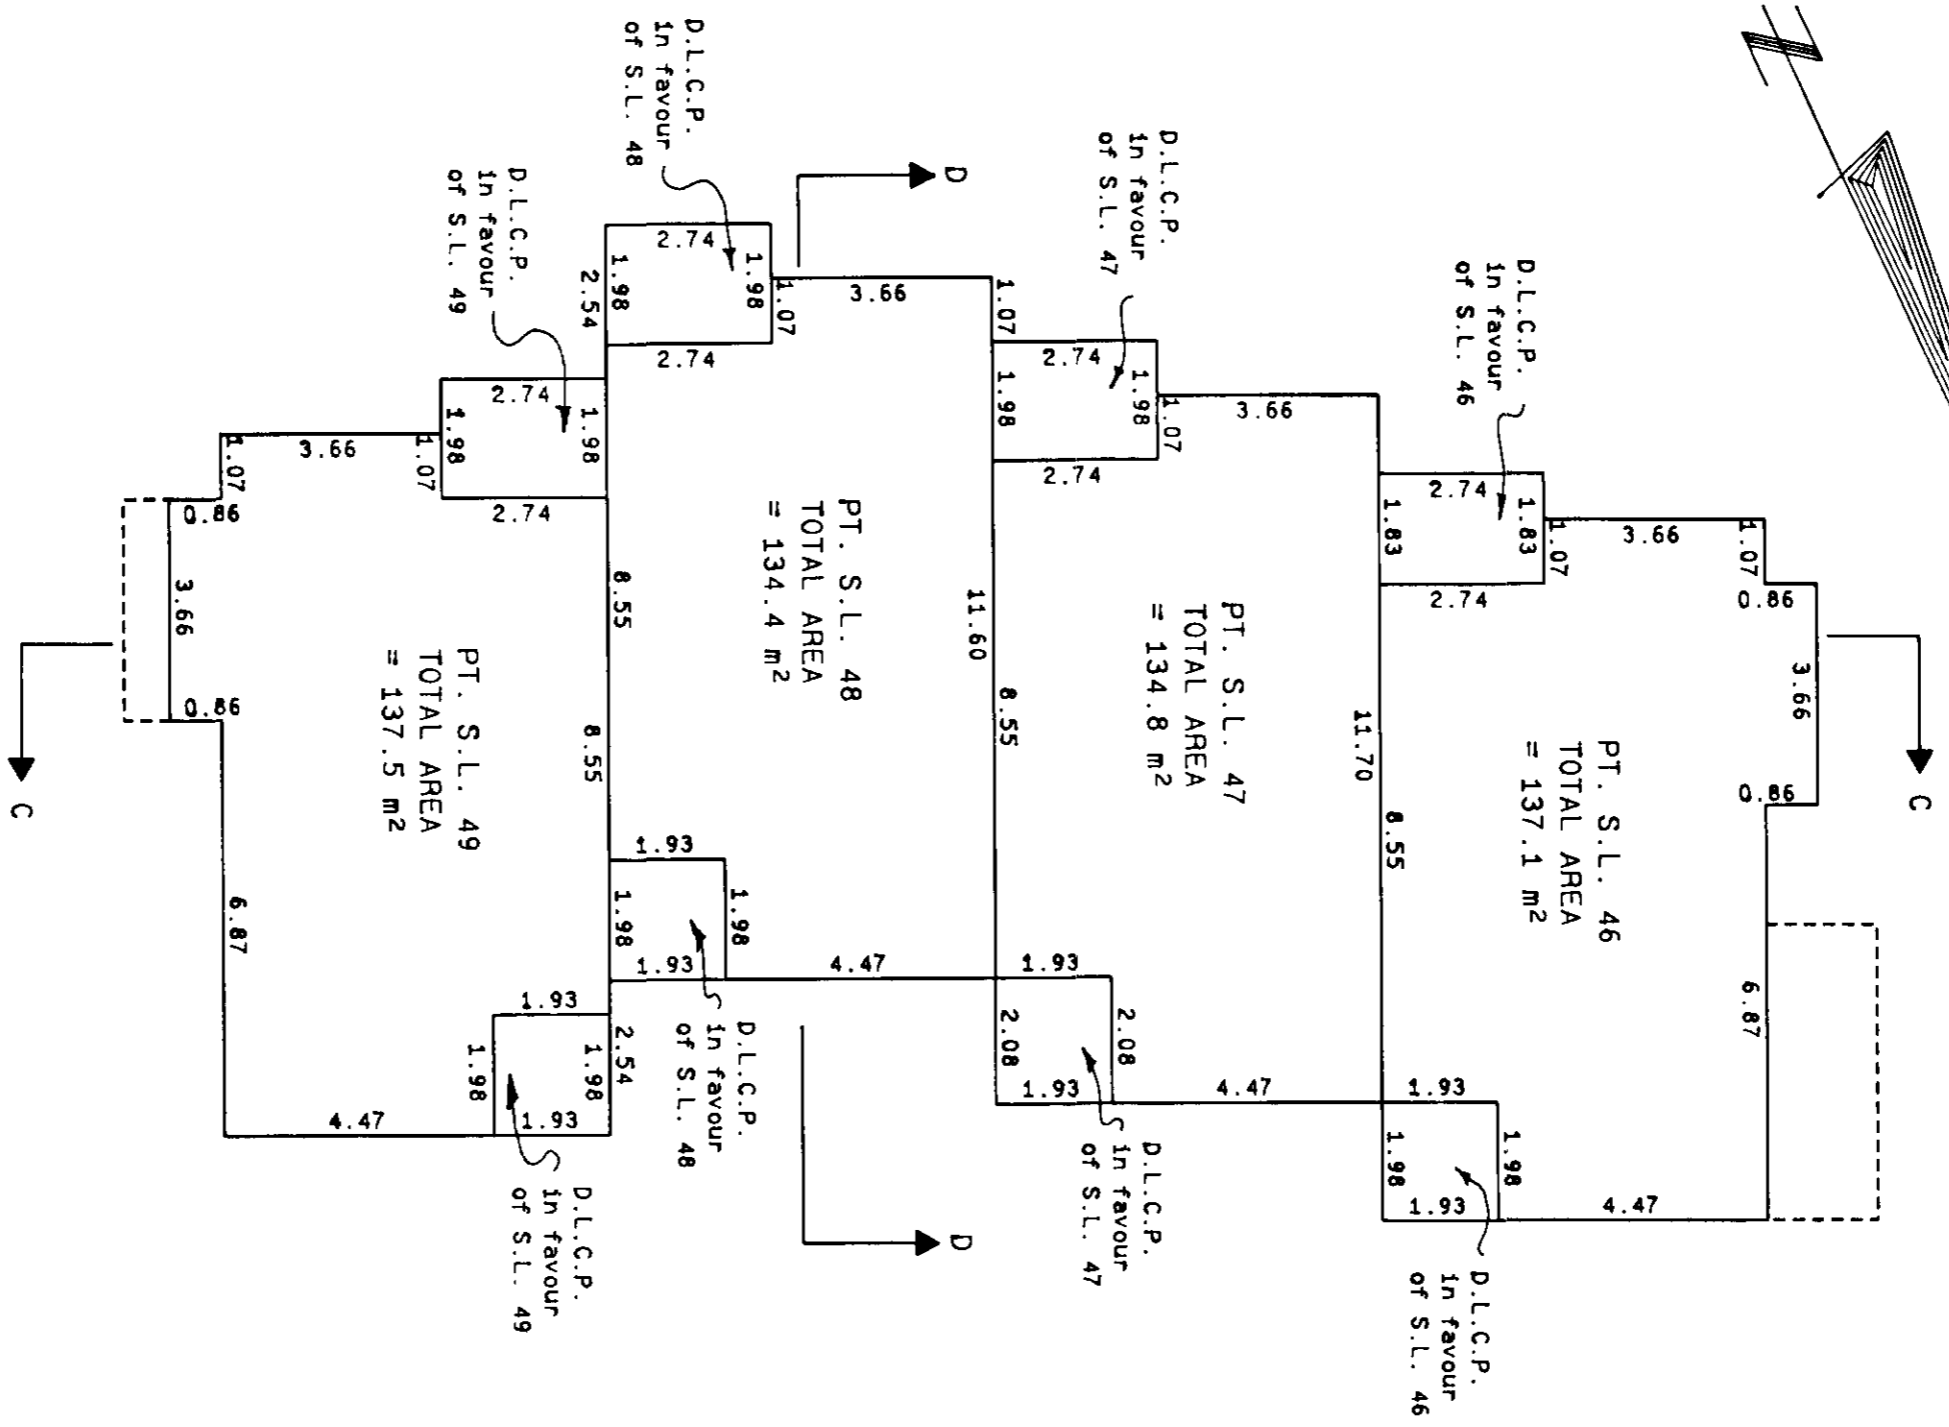 D.L.C.P.
in favour
of S.L. 48
D.L.C.P.
in favour
of S.L. 49
D
D.L.C.P.
in favour
of S.L. 47
D.L.C.P.
in favour
of S.L. 46
2.74
1.98
2.54
1.98
1.07
2.74
3.66
1.07
2.74
1.98
1.98
1.07
2.74
3.66
2.74
1.83
1.83
1.07
2.74
3.66
1.07
0.86
3.66
0.86
C
1.07
3.66
1.98
1.07
2.74
1.98
2.74
0.86
3.66
0.86
C
PT. S.L. 49
TOTAL AREA
= 137.5 m2
8.55
8.55
PT. S.L. 48
TOTAL AREA
= 134.4 m2
11.60
8.55
PT. S.L. 47
TOTAL AREA
= 134.8 m2
11.70
8.55
PT. S.L. 46
TOTAL AREA
= 137.1 m2
6.87
6.87
1.93
1.98
1.98
1.93
4.47
1.93
1.98
1.98
2.54
4.47
1.93
1.93
2.08
2.08
1.93
4.47
1.93
1.98
1.98
1.93
4.47
D.L.C.P.
in favour
of S.L. 48
D.L.C.P.
in favour
of S.L. 49
D
D.L.C.P.
in favour
of S.L. 47
D.L.C.P.
in favour
of S.L. 46